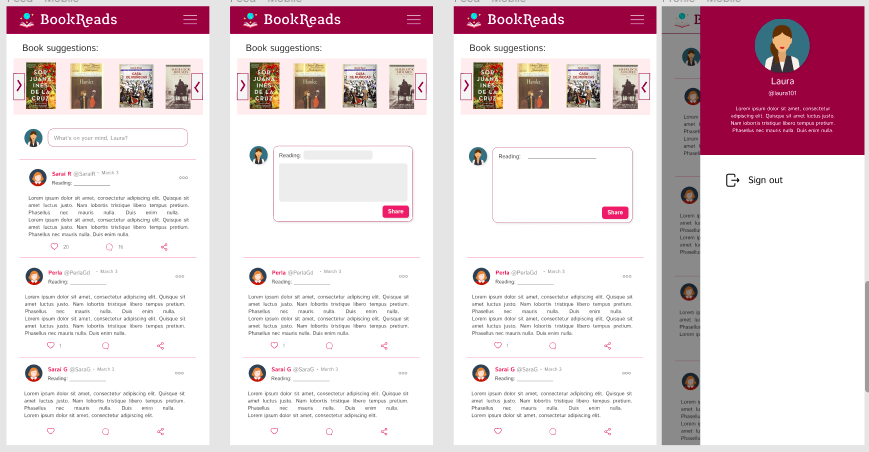 Feed - Mobile
BookReads
Book suggestions:
SOR
JUANA
INÉS
DE LA
CRUZ
Hamlet
CASA
What's on your mind, Laura?
Sarai R @SaraiR · March 3
Reading:
Lorem ipsum dolor sit amet, consectetur adipiscing elit. Quisque sit
amet luctus justo. Nam lobortis tristique libero tempus pretium.
Phasellus nec mauris nulla. Duis enim nulla.
Lorem ipsum dolor sit amet, consectetur adipiscing elit. Quisque sit
amet luctus justo. Nam lobortis tristique libero tempus pretium.
Phasellus nec mauris nulla. Duis enim nulla.
20
16
Perla @PerlaGd · March 3
Reading:
Lorem ipsum dolor sit amet, consectetur adipiscing elit. Quisque sit
amet luctus justo. Nam lobortis tristique libero tempus pretium.
Phasellus nec mauris nulla. Duis enim nulla.
Lorem ipsum dolor sit amet, consectetur adipiscing elit. Quisque sit
amet luctus justo. Nam lobortis tristique libero tempus pretium.
Phasellus nec mauris nulla. Duis enim nulla.
1
Sarai G @SaraG · March 3
Reading:
Lorem ipsum dolor sit amet, consectetur adipiscing elit. Quisque sit
amet luctus justo. Nam lobortis tristique libero tempus pretium.
Phasellus nec mauris nulla. Duis enim nulla.
Lorem ipsum dolor sit amet, consectetur adipiscing elit.
Feed - Mobile
BookReads
Book suggestions:
SOR
JUANA
INÉS
DE LA
CRUZ
Hamlet
CASA
Reading:
Share
Perla @PerlaGd · March 3
Reading:
Lorem ipsum dolor sit amet, consectetur adipiscing elit. Quisque sit
amet luctus justo. Nam lobortis tristique libero tempus pretium.
Phasellus nec mauris nulla. Duis enim nulla.
Lorem ipsum dolor sit amet, consectetur adipiscing elit. Quisque sit
amet luctus justo. Nam lobortis tristique libero tempus pretium.
Phasellus nec mauris nulla. Duis enim nulla.
1
Sarai G @SaraG · March 3
Reading:
Lorem ipsum dolor sit amet, consectetur adipiscing elit. Quisque sit
amet luctus justo. Nam lobortis tristique libero tempus pretium.
Phasellus nec mauris nulla. Duis enim nulla.
Lorem ipsum dolor sit amet, consectetur adipiscing elit.
Feed - Mobile
BookReads
Book suggestions:
SOR
JUANA
INÉS
DE LA
CRUZ
Hamlet
CASA
Reading:
Share
Perla @PerlaGd · March 3
Reading:
Lorem ipsum dolor sit amet, consectetur adipiscing elit. Quisque sit
amet luctus justo. Nam lobortis tristique libero tempus pretium.
Phasellus nec mauris nulla. Duis enim nulla.
Lorem ipsum dolor sit amet, consectetur adipiscing elit. Quisque sit
amet luctus justo. Nam lobortis tristique libero tempus pretium.
Phasellus nec mauris nulla. Duis enim nulla.
1
Sarai G @SaraG · March 3
Reading:
Lorem ipsum dolor sit amet, consectetur adipiscing elit. Quisque sit
amet luctus justo. Nam lobortis tristique libero tempus pretium.
Phasellus nec mauris nulla. Duis enim nulla.
Lorem ipsum dolor sit amet, consectetur adipiscing elit.
Profile - Mobile
Laura
@laura101
Lorem ipsum dolor sit amet, consectetur
adipiscing elit. Quisque sit amet luctus justo.
Nam lobortis tristique libero tempus pretium.
Phasellus nec mauris nulla. Duis enim nulla.
Sign out